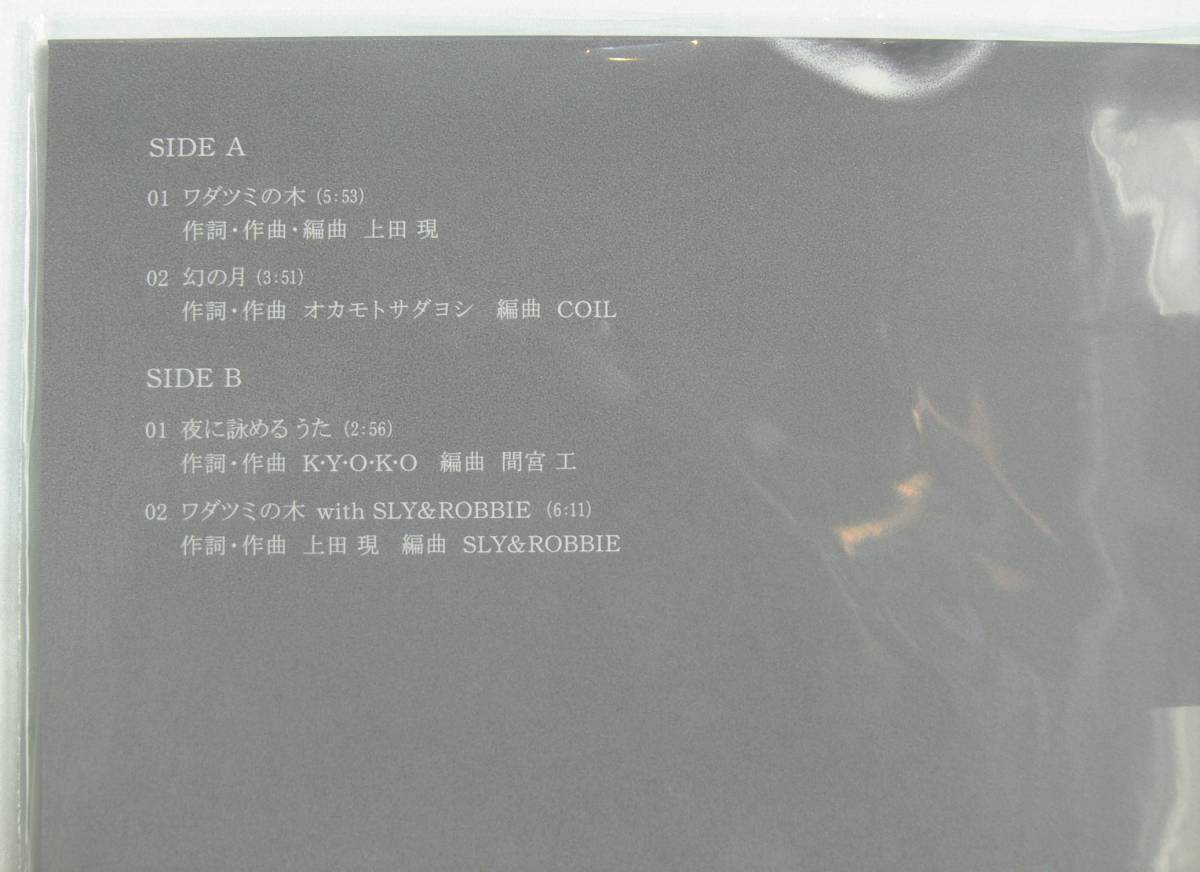 SIDE A
01 ワダツミの木 (5:53)
作詞・作曲・編曲 上田 現
02 幻の月 (3:51)
作詞・作曲 オカモトサダヨシ 編曲 COIL
SIDE B
01 夜に詠めるうた (2:56)
作詞・作曲 K・Y・O・K・O 編曲 間宮 工
02 ワダツミの木 with SLY&ROBBIE (6:11)
作詞・作曲 上田 現 編曲 SLY&ROBBIE